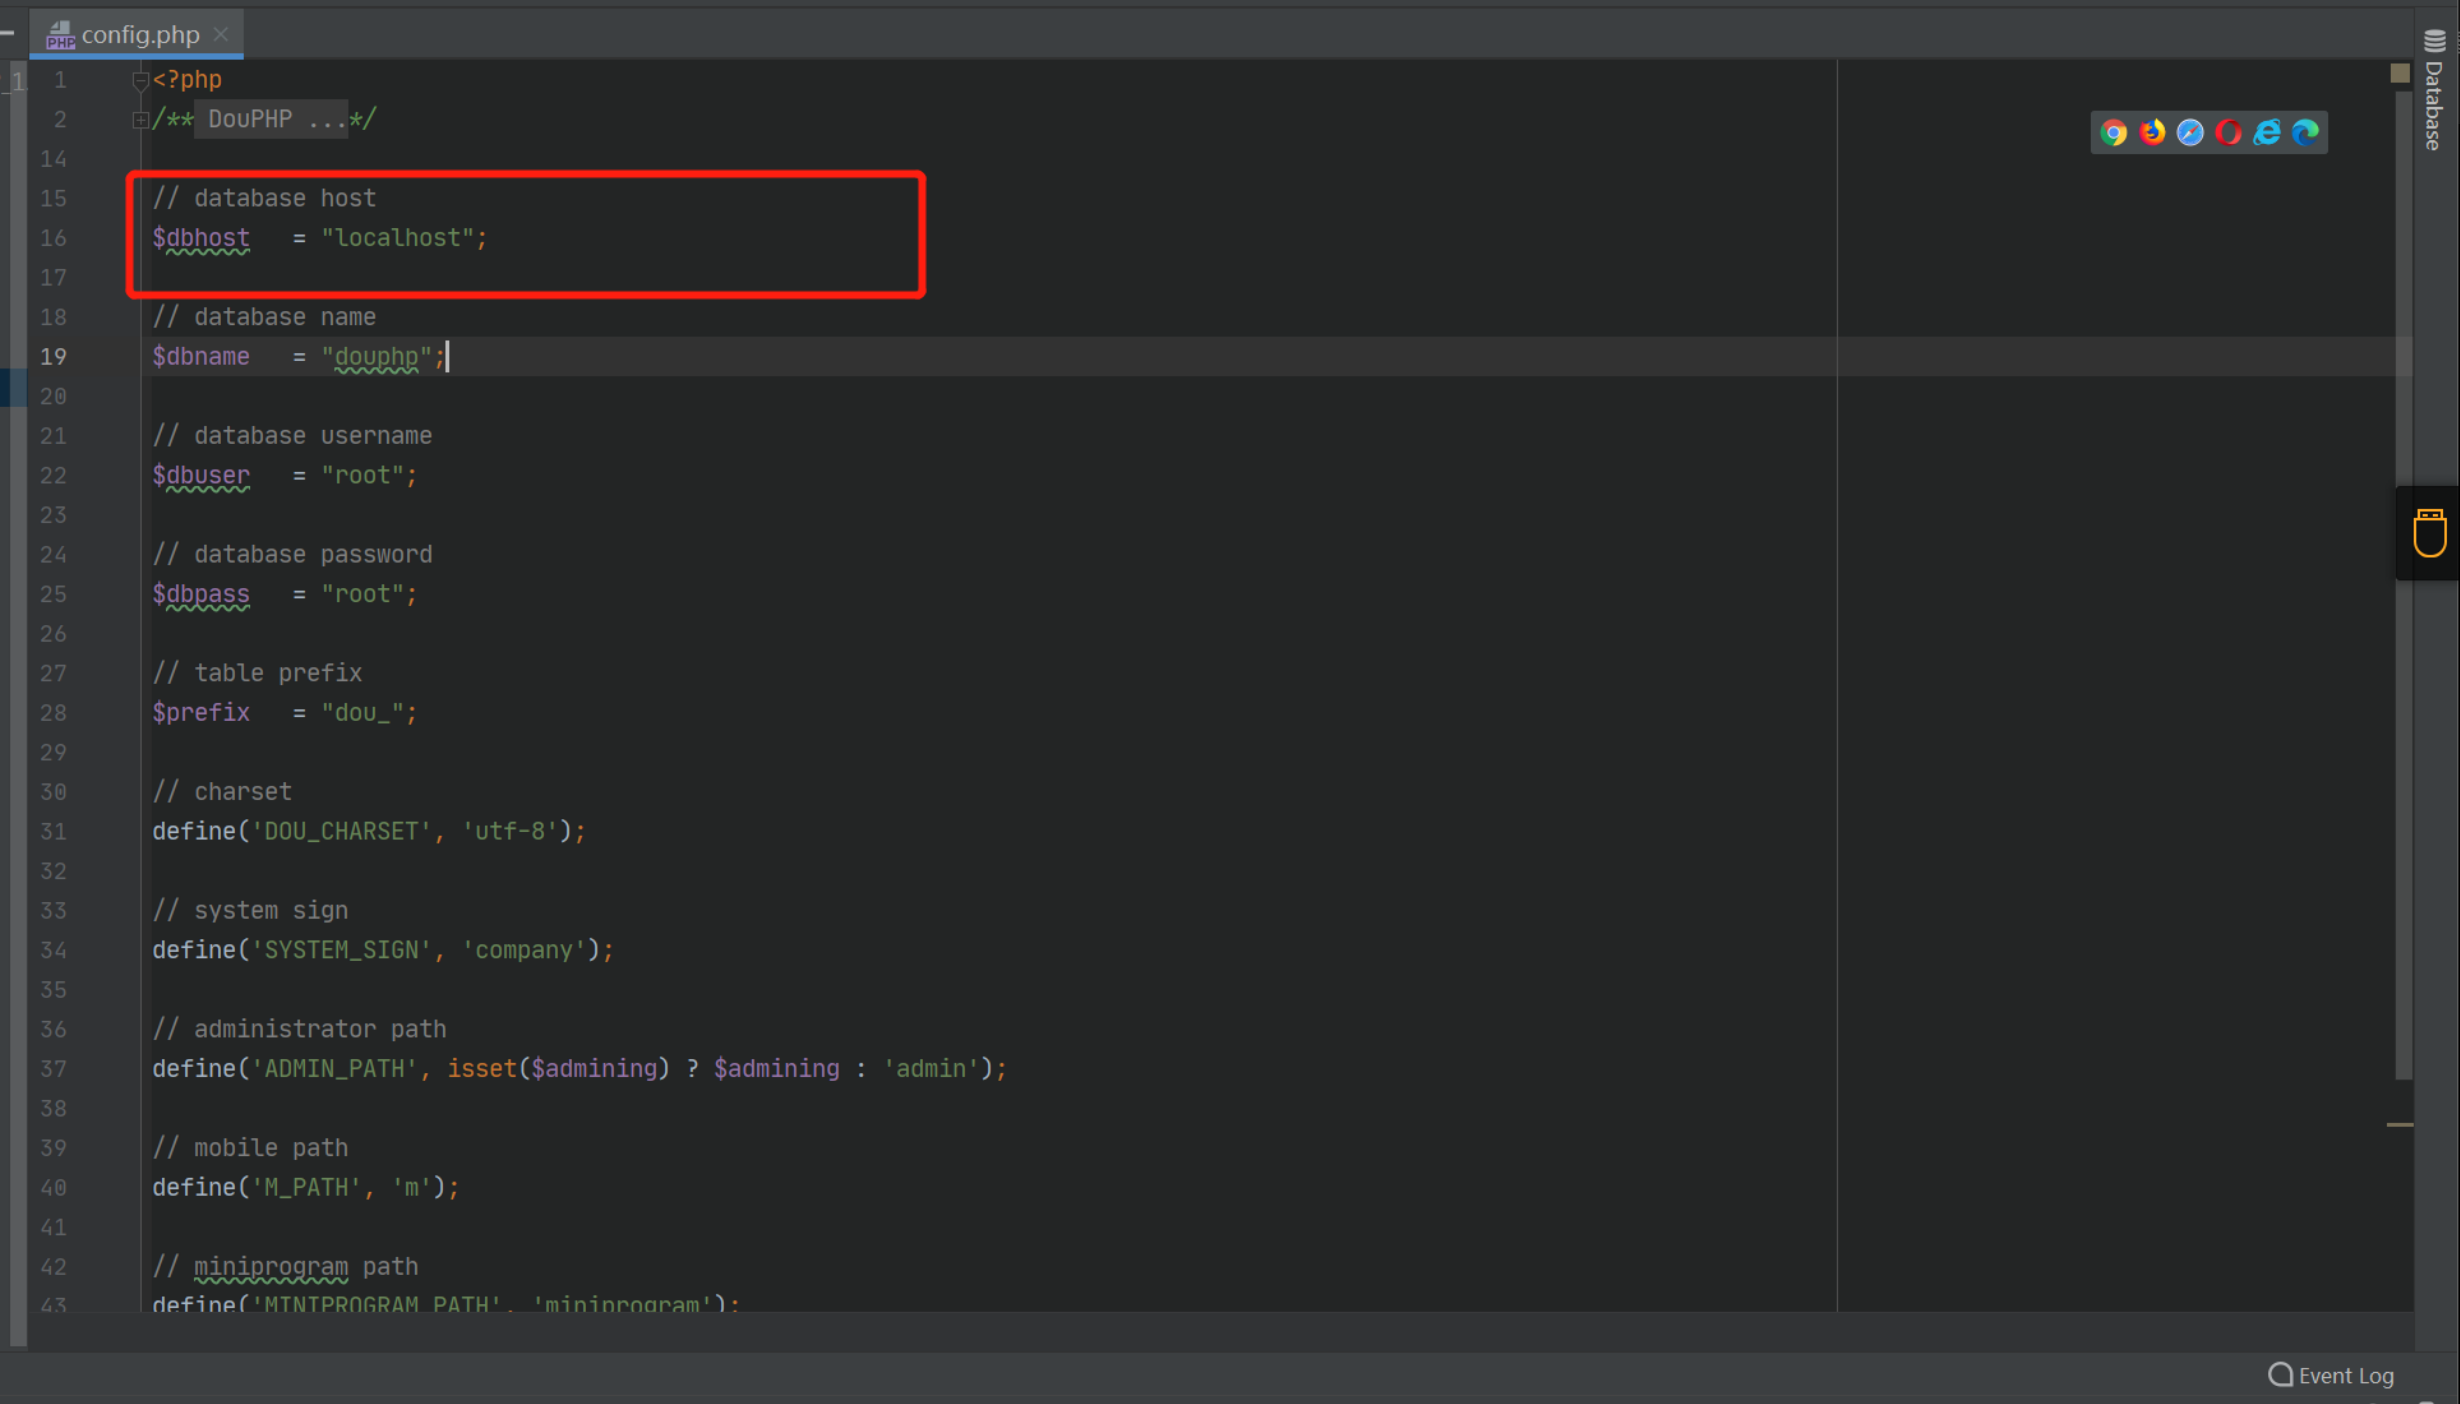 config.php
1 <?php
2 /** DouPHP ...*/
14
15 // database host
16 $dbhost   = "localhost";
17
18 // database name
19 $dbname   = "douphp";
20
21 // database username
22 $dbuser   = "root";
23
24 // database password
25 $dbpass   = "root";
26
27 // table prefix
28 $prefix   = "dou_";
29
30 // charset
31 define('DOU_CHARSET', 'utf-8');
32
33 // system sign
34 define('SYSTEM_SIGN', 'company');
35
36 // administrator path
37 define('ADMIN_PATH', isset($admining) ? $admining : 'admin');
38
39 // mobile path
40 define('M_PATH', 'm');
41
42 // miniprogram path
43 define('MINIPROGRAM_PATH', 'miniprogram');
Database
Event Log